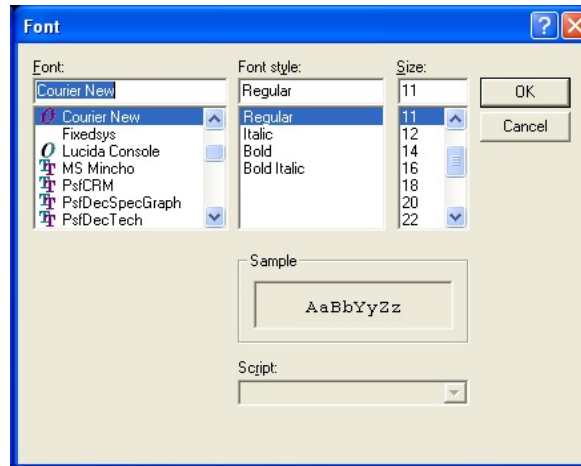 Font
Font:
Courier New
Courier New
Fixedsys
Lucida Console
MS Mincho
PsfCRM
PsfDecSpecGraph
PsfDecTech
Font style:
Regular
Regular
Italic
Bold
Bold Italic
Size:
11
11
12
14
16
18
20
22
OK
Cancel
Sample
AaBbYyZz
Script: